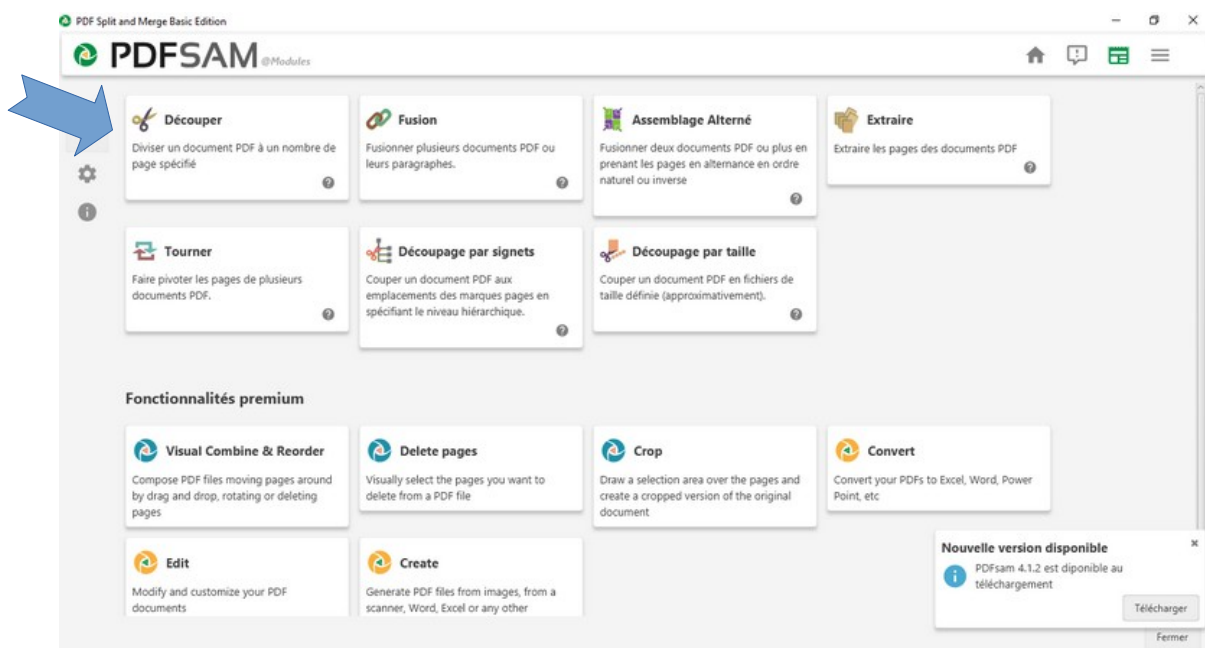 PDF Split and Merge Basic Edition
PDFSAM @Modules
Découper
Diviser un document PDF à un nombre de
page spécifié
Fusion
Fusionner plusieurs documents PDF ou
leurs paragraphes.
Assemblage Alterné
Fusionner deux documents PDF ou plus en
prenant les pages en alternance en ordre
naturel ou inverse
Extraire
Extraire les pages des documents PDF
Tourner
Faire pivoter les pages de plusieurs
documents PDF.
Découpage par signets
Couper un document PDF aux
emplacements des marques pages en
spécifiant le niveau hiérarchique.
Découpage par taille
Couper un document PDF en fichiers de
taille définie (approximativement).
Fonctionnalités premium
Visual Combine & Reorder
Compose PDF files moving pages around
by drag and drop, rotating or deleting
pages
Delete pages
Visually select the pages you want to
delete from a PDF file
Crop
Draw a selection area over the pages and
create a cropped version of the original
document
Convert
Convert your PDFs to Excel, Word, Power
Point, etc
Edit
Modify and customize your PDF
documents
Create
Generate PDF files from images, from a
scanner, Word, Excel or any other
Nouvelle version disponible
PDFsam 4.1.2 est diponible au
téléchargement
Télécharger
Fermer